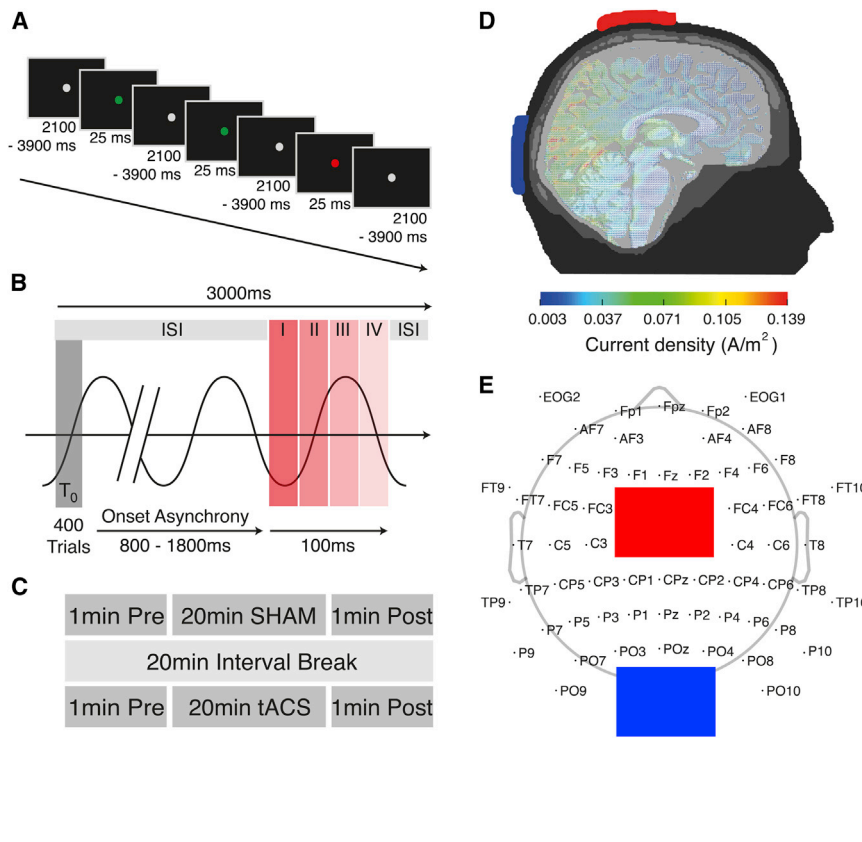 A
2100
- 3900 ms
25 ms
2100
- 3900 ms
25 ms
2100
- 3900 ms
25 ms
2100
- 3900 ms
B
3000ms
ISI
I
II
III
IV
ISI
T0
400
Trials
Onset Asynchrony
800 - 1800ms
100ms
C
1min Pre
20min SHAM
1min Post
20min Interval Break
1min Pre
20min tACS
1min Post
D
0.003 0.037 0.071 0.105 0.139
Current density (A/m2)
E
EOG2 EOG1
Fp1 Fpz Fp2
AF7 AF3 AF4 AF8
F7 F5 F3 F1 Fz F2 F4 F6 F8
FT9 FT7 FC5 FC3 FC4 FC6 FT8 FT10
T7 C5 C3 C4 C6 T8
TP9 TP7 CP5 CP3 CP1 CPz CP2 CP4 CP6 TP8 TP10
P9 P7 P5 P3 P1 Pz P2 P4 P6 P8 P10
PO7 PO3 POz PO4 PO8
PO9 PO10